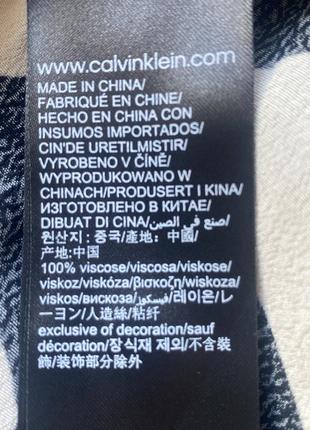 www.calvinklein.com
MADE IN CHINA/
FABRIQUÉ EN CHINE/
HECHO EN CHINA CON
INSUMOS IMPORTADOS/
CIN'DE URETILMISTIR/
VYROBENO V ČÍNĚ/
WYPRODUKOWANO W
CHINACH/PRODUSERT I KINA/
ИЗГОТОВЛЕНО В КИТАЕ/
DIBUAT DI CINA/صنع في الصين/
원산지: 중국/產地: 中國/
产地:中国
100% viscose/viscosa/viskose/
viskoz/viskóza/βισκοζη/wiskoza/
viskos/вискоза/فيسكوز/레이온/レ
ーヨン/人造絲/粘纤
exclusive of decoration/sauf
décoration/장식재 제외/不含裝
飾/装饰部分除外